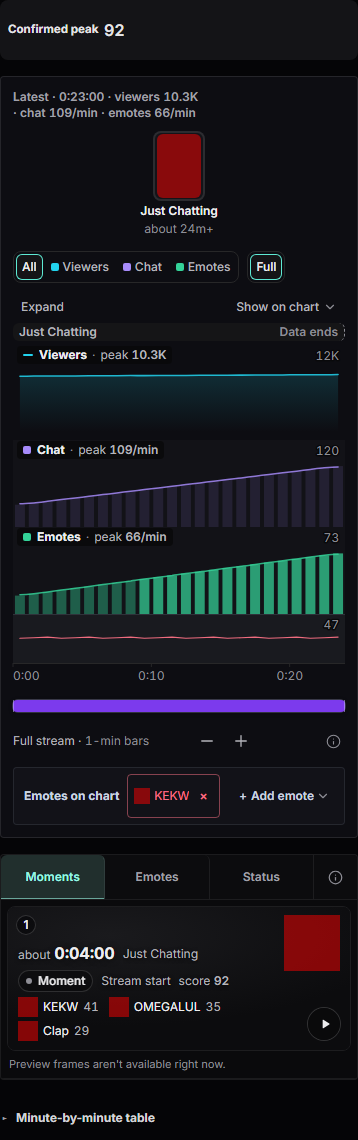 Confirmed peak 92
Latest · 0:23:00 · viewers 10.3K
· chat 109/min · emotes 66/min
Just Chatting
about 24m+
All Viewers Chat Emotes Full
Expand Show on chart
Just Chatting Data ends
Viewers · peak 10.3K 12K
Chat · peak 109/min 120
Emotes · peak 66/min 73
47
0:00 0:10 0:20
Full stream · 1-min bars
Emotes on chart KEKW × + Add emote
Moments Emotes Status
1
about 0:04:00 Just Chatting
Moment Stream start score 92
KEKW 41 OMEGALUL 35
Clap 29
Preview frames aren't available right now.
Minute-by-minute table